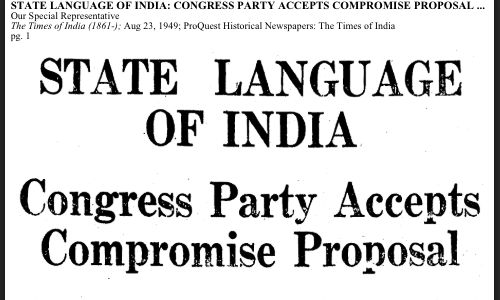 STATE LANGUAGE OF INDIA: CONGRESS PARTY ACCEPTS COMPROMISE PROPOSAL ...
Our Special Representative
The Times of India (1861-); Aug 23, 1949; ProQuest Historical Newspapers: The Times of India
pg. 1
STATE LANGUAGE
OF INDIA
Congress Party Accepts
Compromise Proposal